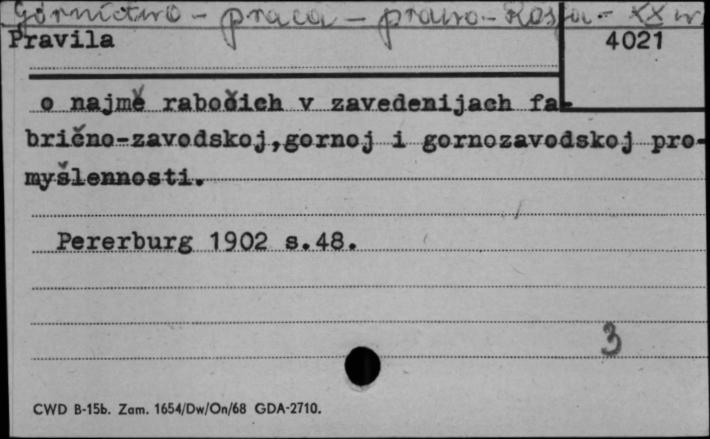 Górnictwo - praca - prawo - Rosja - XX w.
Pravila 4021
o najmě rabočich v zavedenijach fa-
brično-zavodskoj,gornoj i gornozavodskoj pro-
myšlennosti.
Pererburg 1902 s.48.
3
CWD B-15b. Zam. 1654/Dw/On/68 GDA-2710.